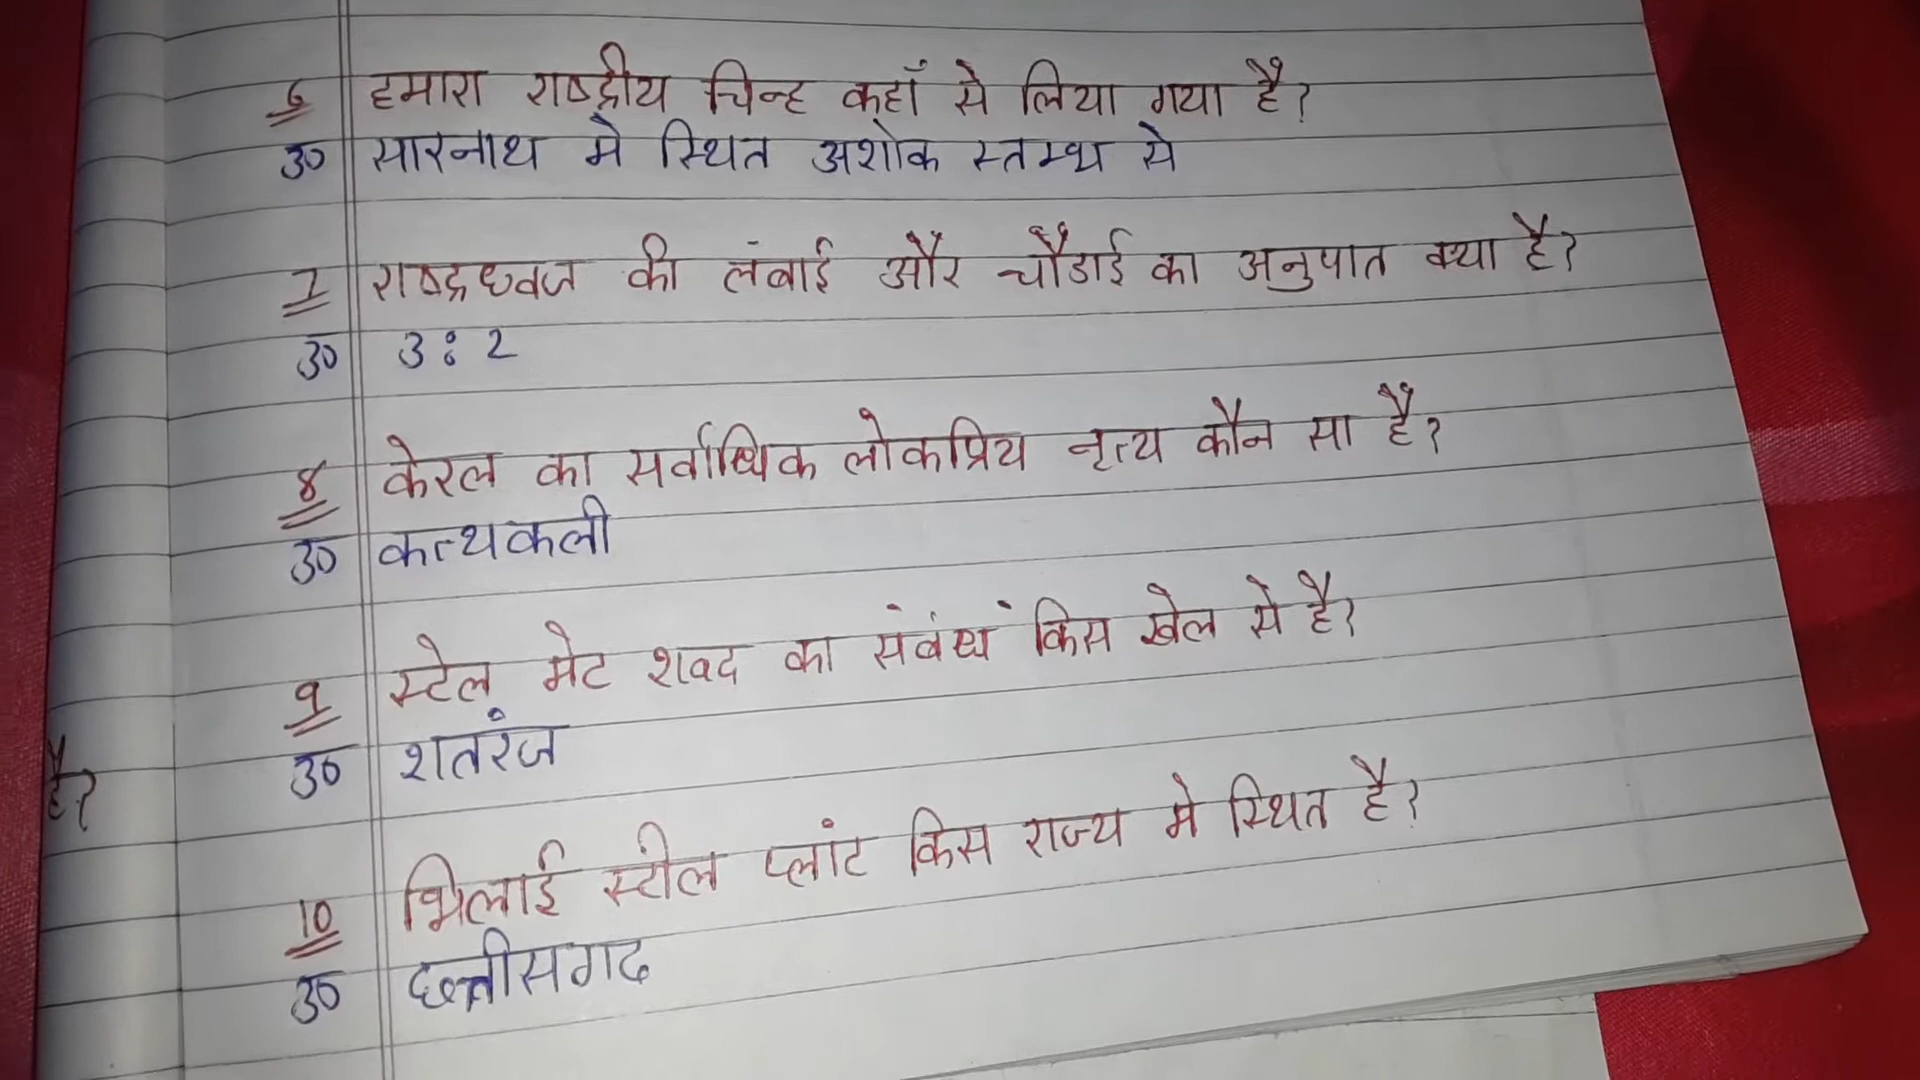 6 हमारा राष्ट्रीय चिन्ह कहाँ से लिया गया है?
उ० सारनाथ मे स्थित अशोक स्तम्भ से
7 राष्ट्रध्वज की लंबाई और चौडाई का अनुपात क्या है?
उ० 3 : 2
8 केरल का सर्वाधिक लोकप्रिय नृत्य कौन सा है?
उ० कत्थकली
9 स्टेल मेट शवद का संबंधं किस खेल से है?
उ० शतरंज
है?
10 भिलाई स्टील प्लांट किस राज्य मे स्थित है?
उ० छत्तीसगढ